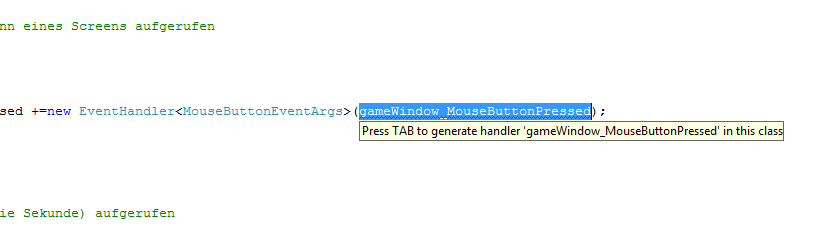 nn eines Screens aufgerufen
sed +=new EventHandler<MouseButtonEventArgs>(gameWindow_MouseButtonPressed);
Press TAB to generate handler 'gameWindow_MouseButtonPressed' in this class
ie Sekunde) aufgerufen